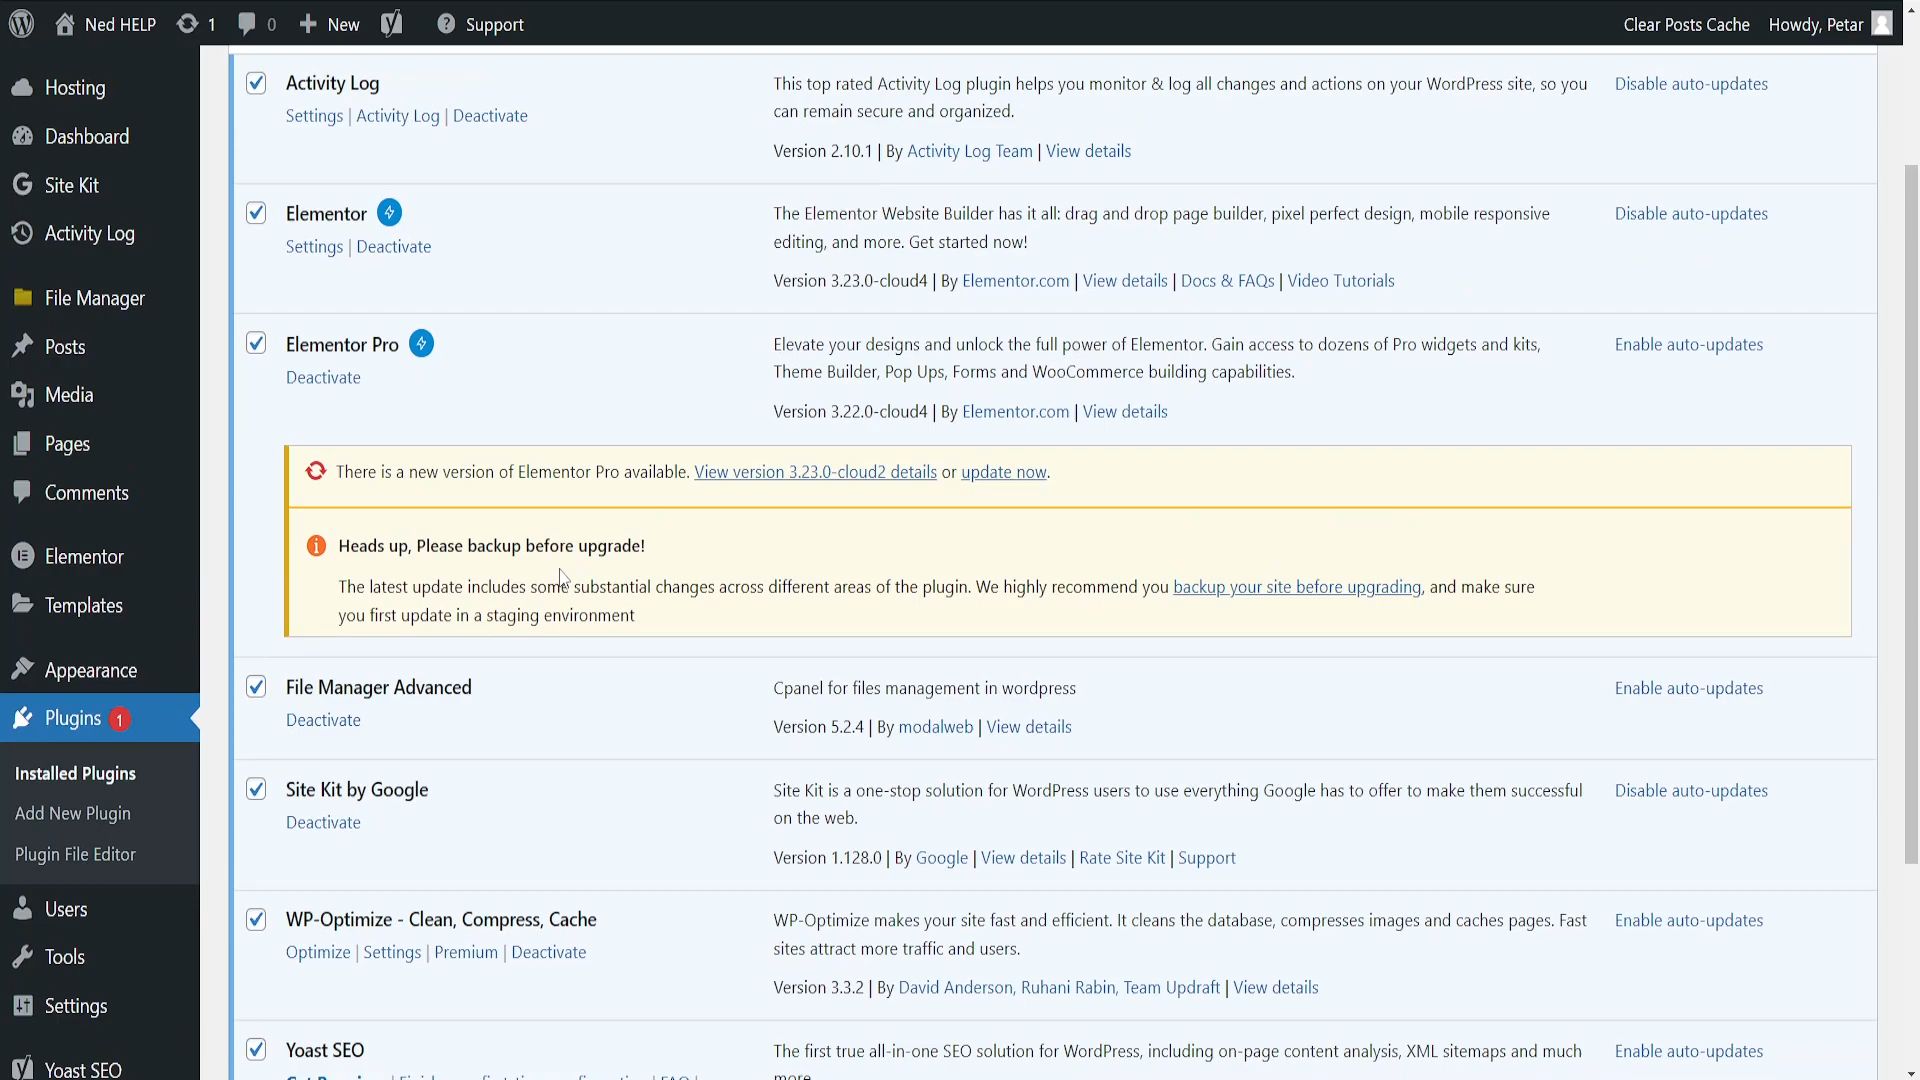 Ned HELP 1 0 New Support Clear Posts Cache Howdy, Petar
Hosting
Dashboard
Site Kit
Activity Log
File Manager
Posts
Media
Pages
Comments
Elementor
Templates
Appearance
Plugins 1
Installed Plugins
Add New Plugin
Plugin File Editor
Users
Tools
Settings
Yoast SEO
Activity Log
Settings | Activity Log | Deactivate
This top rated Activity Log plugin helps you monitor & log all changes and actions on your WordPress site, so you
can remain secure and organized.
Version 2.10.1 | By Activity Log Team | View details
Disable auto-updates
Elementor
Settings | Deactivate
The Elementor Website Builder has it all: drag and drop page builder, pixel perfect design, mobile responsive
editing, and more. Get started now!
Version 3.23.0-cloud4 | By Elementor.com | View details | Docs & FAQs | Video Tutorials
Disable auto-updates
Elementor Pro
Deactivate
Elevate your designs and unlock the full power of Elementor. Gain access to dozens of Pro widgets and kits,
Theme Builder, Pop Ups, Forms and WooCommerce building capabilities.
Version 3.22.0-cloud4 | By Elementor.com | View details
Enable auto-updates
There is a new version of Elementor Pro available. View version 3.23.0-cloud2 details or update now.
Heads up, Please backup before upgrade!
The latest update includes some substantial changes across different areas of the plugin. We highly recommend you backup your site before upgrading, and make sure
you first update in a staging environment
File Manager Advanced
Deactivate
Cpanel for files management in wordpress
Version 5.2.4 | By modalweb | View details
Enable auto-updates
Site Kit by Google
Deactivate
Site Kit is a one-stop solution for WordPress users to use everything Google has to offer to make them successful
on the web.
Version 1.128.0 | By Google | View details | Rate Site Kit | Support
Disable auto-updates
WP-Optimize - Clean, Compress, Cache
Optimize | Settings | Premium | Deactivate
WP-Optimize makes your site fast and efficient. It cleans the database, compresses images and caches pages. Fast
sites attract more traffic and users.
Version 3.3.2 | By David Anderson, Ruhani Rabin, Team Updraft | View details
Enable auto-updates
Yoast SEO
The first true all-in-one SEO solution for WordPress, including on-page content analysis, XML sitemaps and much
more
Enable auto-updates